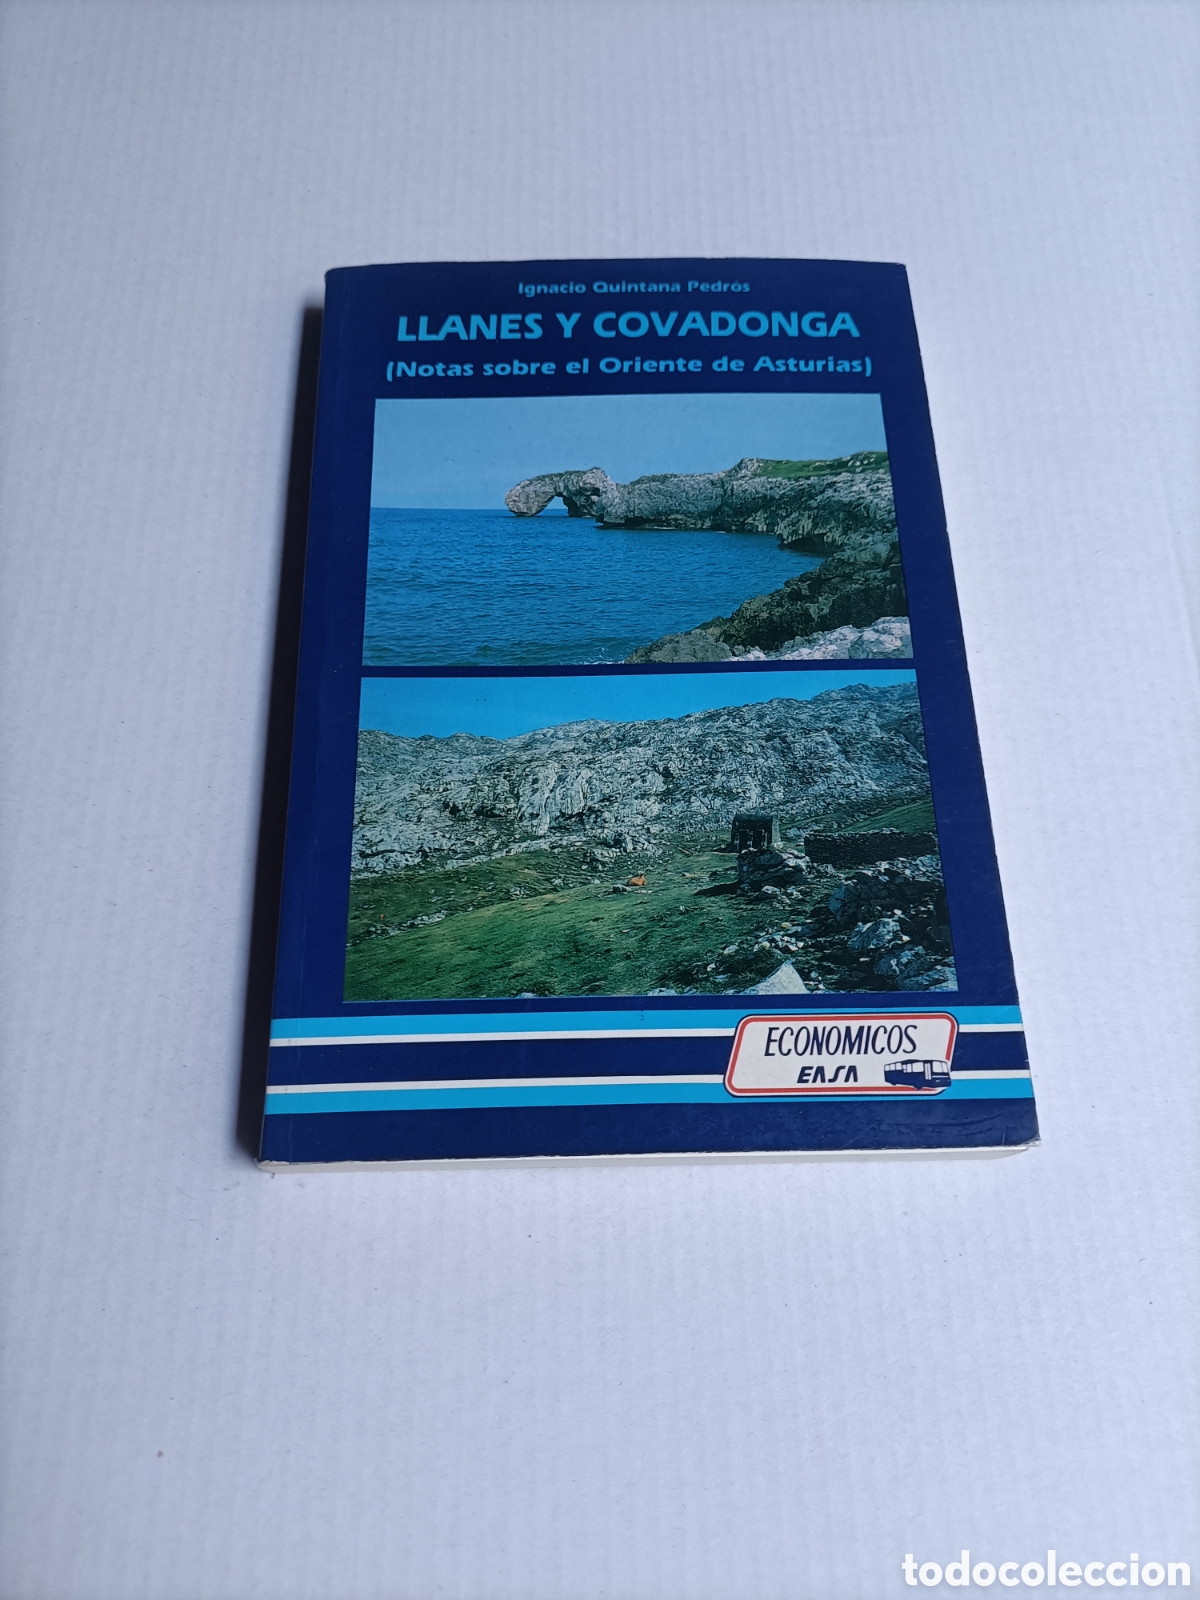 Ignacio Quintana Pedrós
LLANES Y COVADONGA
(Notas sobre el Oriente de Asturias)
ECONOMICOS
EASA
todocoleccion